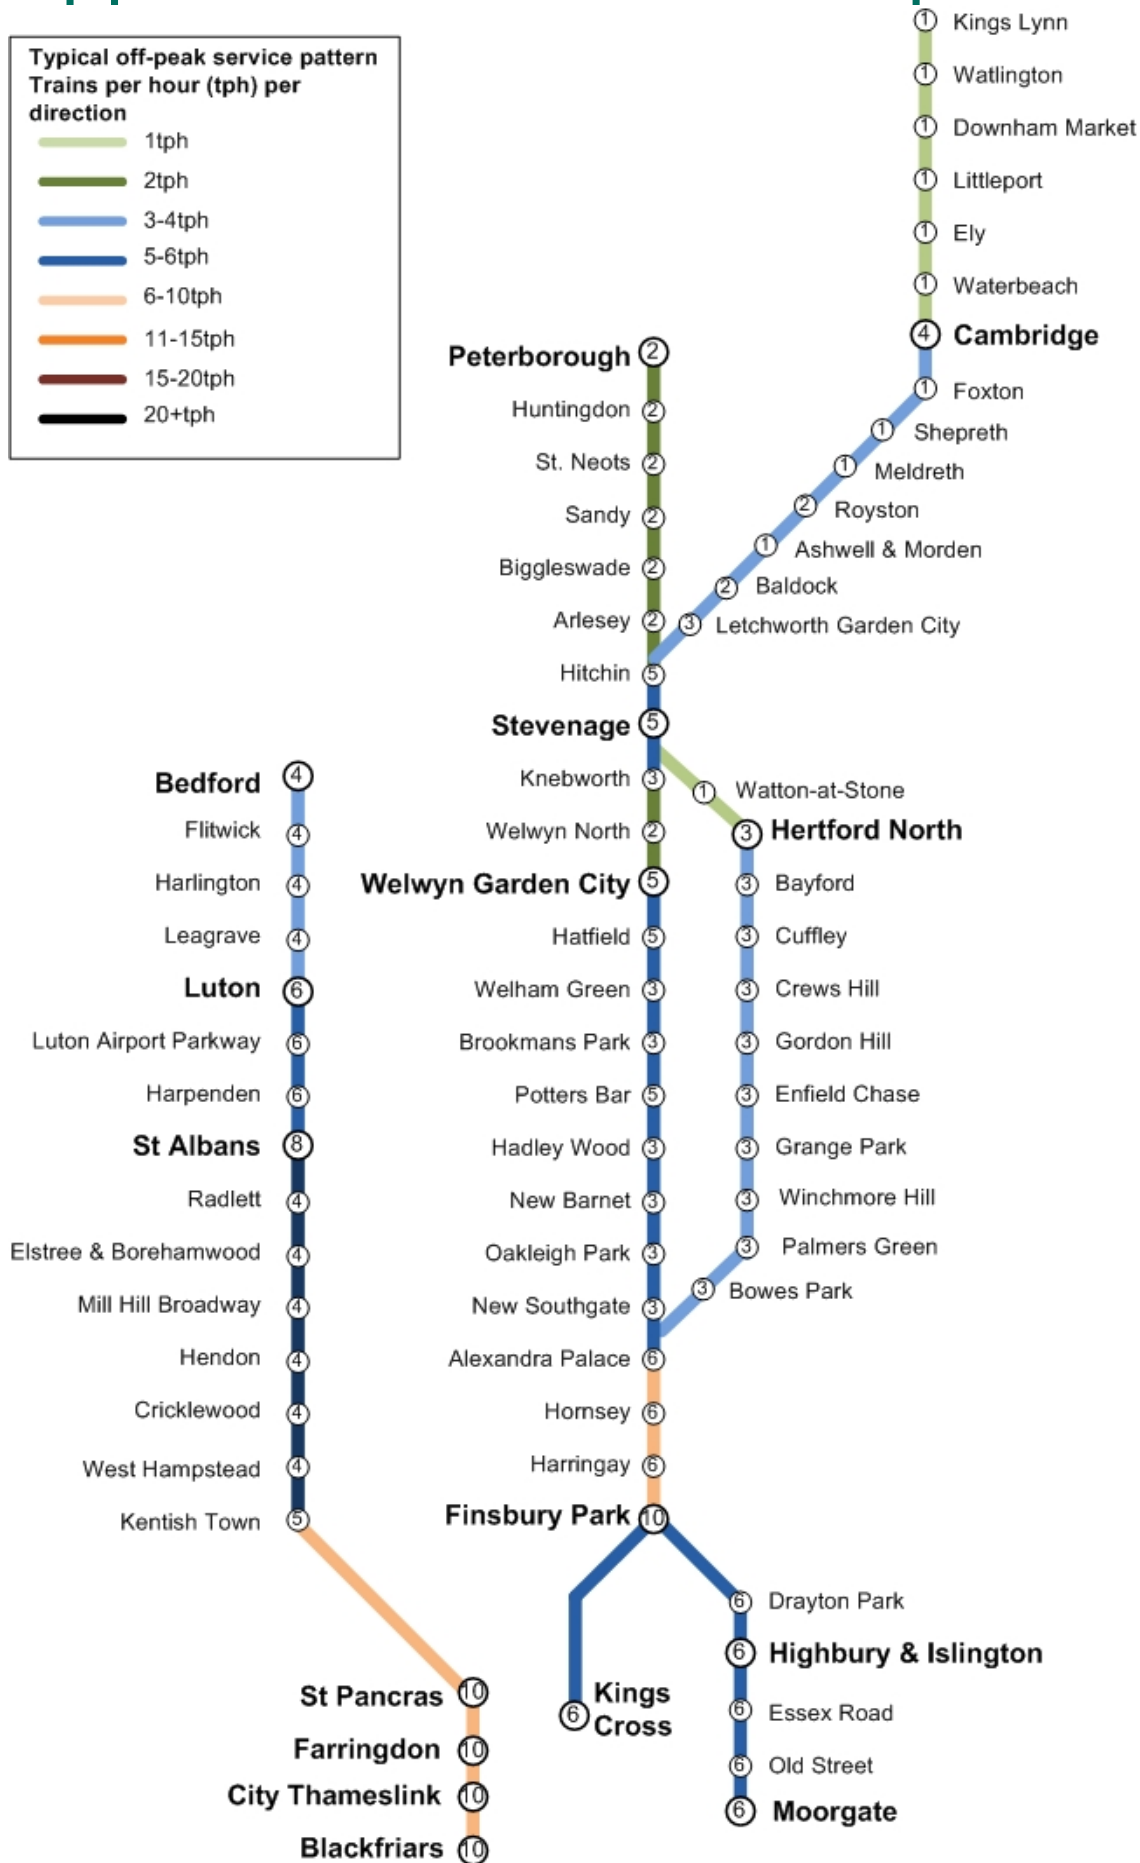 Typical off-peak service pattern
Trains per hour (tph) per
direction
1tph
2tph
3-4tph
5-6tph
6-10tph
11-15tph
15-20tph
20+tph
1 Kings Lynn
1 Watlington
1 Downham Market
1 Littleport
1 Ely
1 Waterbeach
4 Cambridge
1 Foxton
1 Shepreth
1 Meldreth
2 Royston
1 Ashwell & Morden
2 Baldock
3 Letchworth Garden City
Peterborough 2
Huntingdon 2
St. Neots 2
Sandy 2
Biggleswade 2
Arlesey 2
Hitchin 5
Stevenage 5
Knebworth 3
Welwyn North 2
Welwyn Garden City 5
Hatfield 5
Welham Green 3
Brookmans Park 3
Potters Bar 5
Hadley Wood 3
New Barnet 3
Oakleigh Park 3
New Southgate 3
Alexandra Palace 6
Hornsey 6
Harringay 6
Finsbury Park 10
1 Watton-at-Stone
3 Hertford North
3 Bayford
3 Cuffley
3 Crews Hill
3 Gordon Hill
3 Enfield Chase
3 Grange Park
3 Winchmore Hill
3 Palmers Green
3 Bowes Park
6 Kings
Cross
6 Drayton Park
6 Highbury & Islington
6 Essex Road
6 Old Street
6 Moorgate
Bedford 4
Flitwick 4
Harlington 4
Leagrave 4
Luton 6
Luton Airport Parkway 6
Harpenden 6
St Albans 8
Radlett 4
Elstree & Borehamwood 4
Mill Hill Broadway 4
Hendon 4
Cricklewood 4
West Hampstead 4
Kentish Town 5
St Pancras 10
Farringdon 10
City Thameslink 10
Blackfriars 10